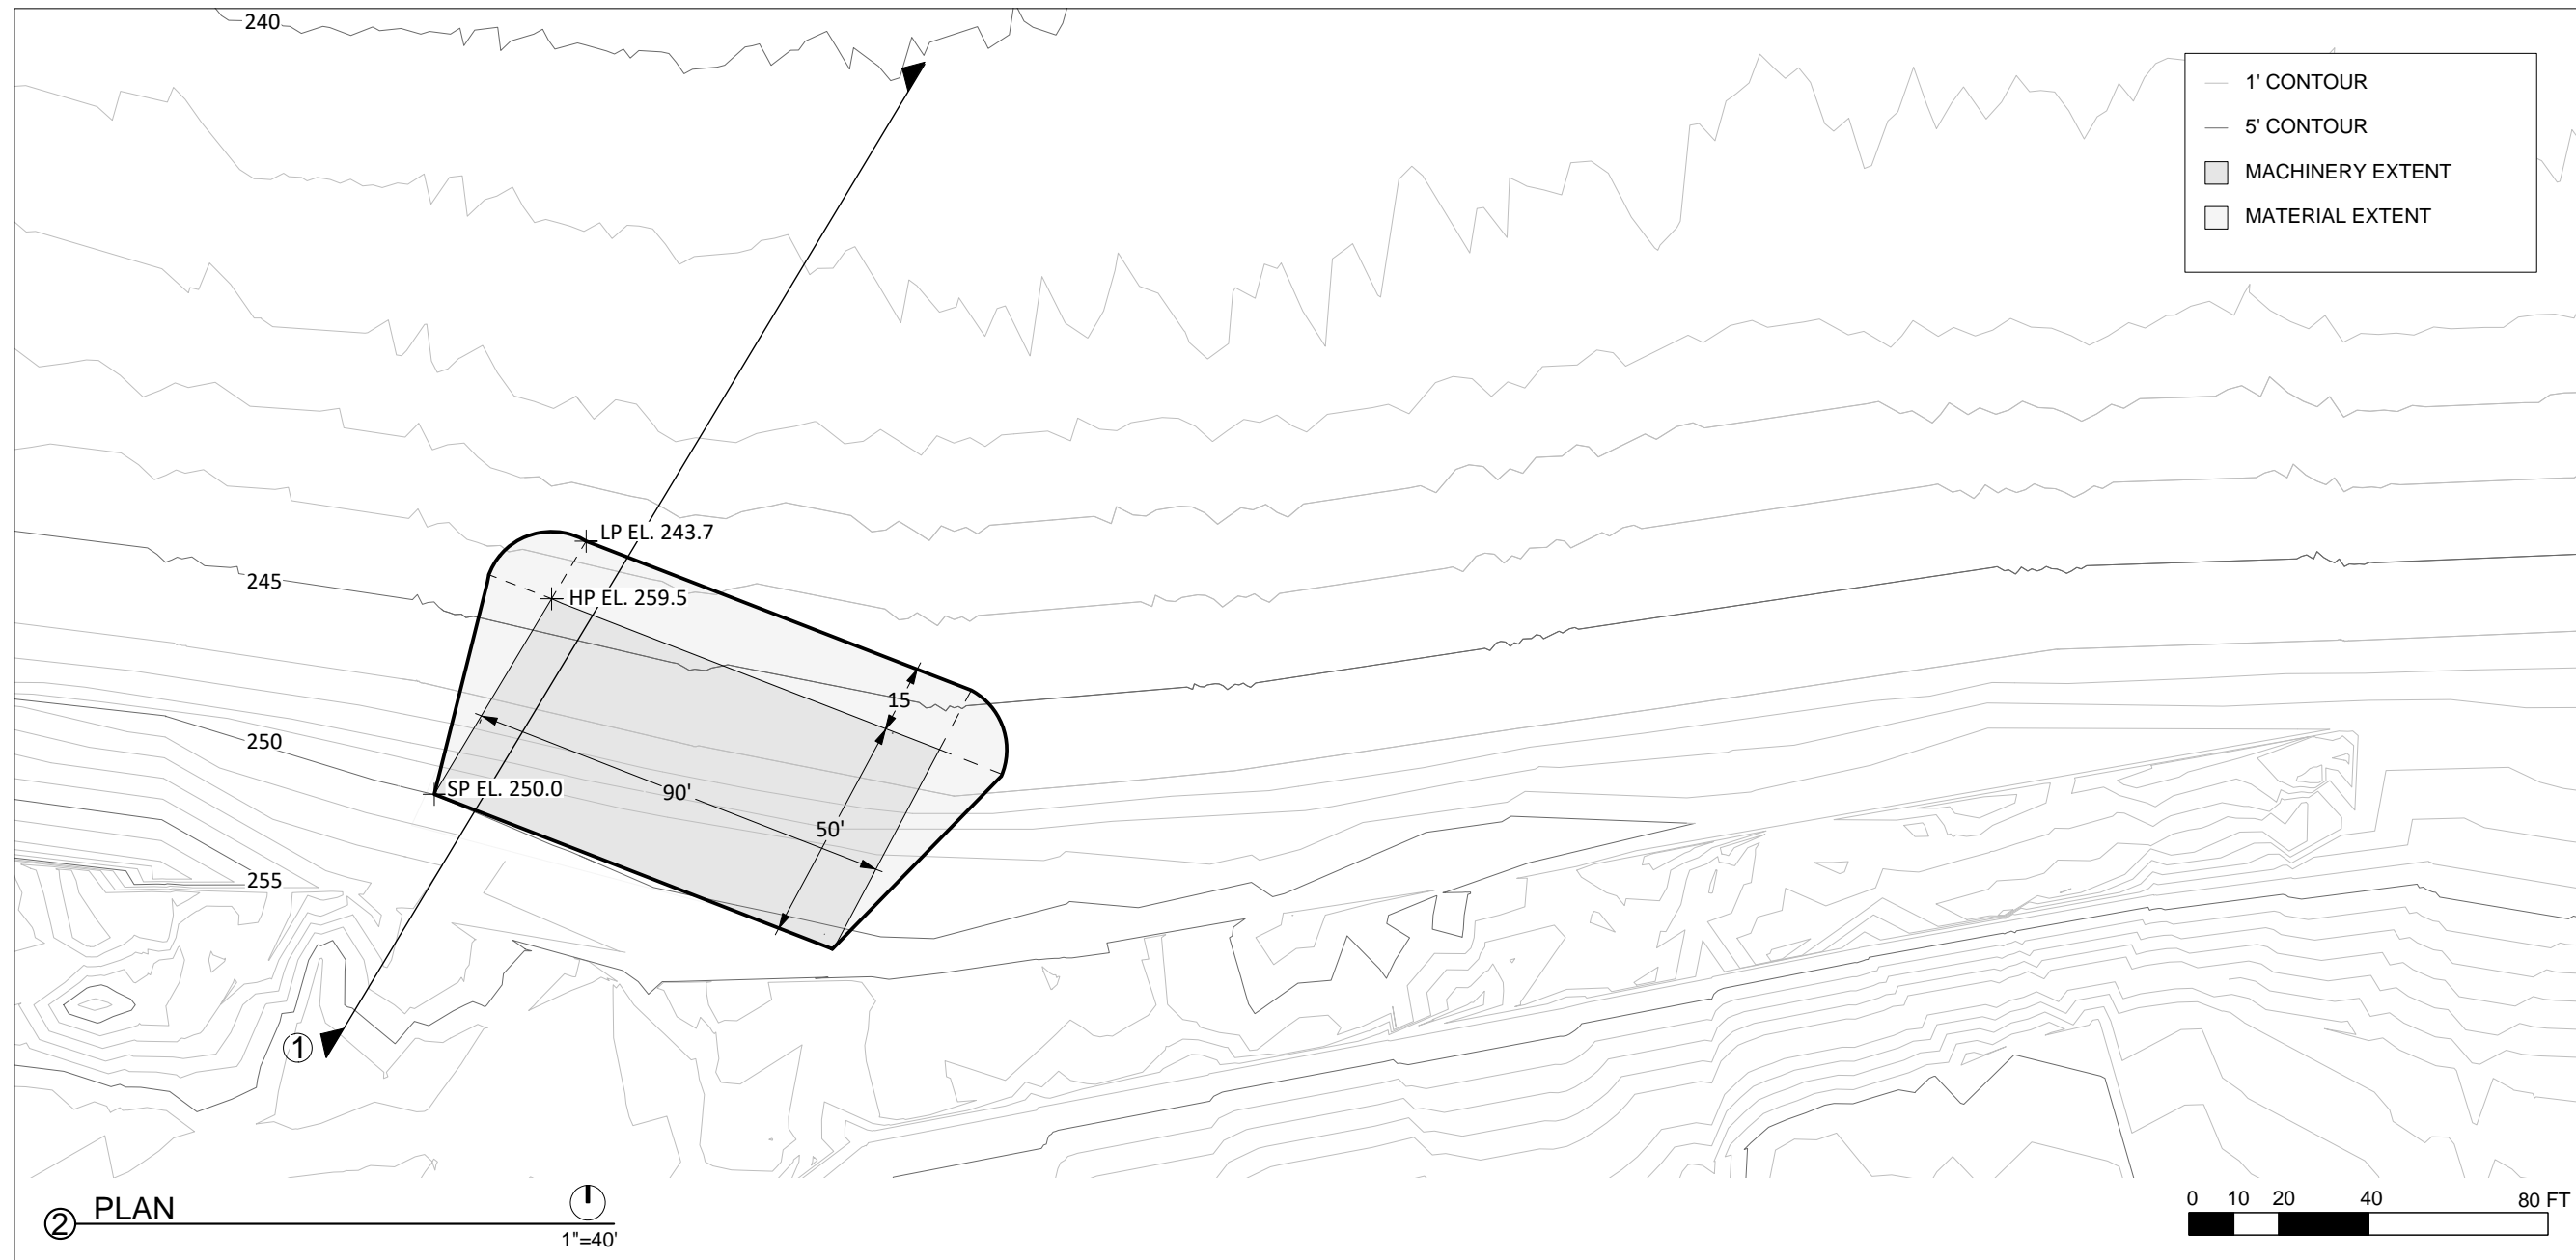 240
1' CONTOUR
5' CONTOUR
MACHINERY EXTENT
MATERIAL EXTENT
LP EL. 243.7
245
HP EL. 259.5
15
250
SP EL. 250.0
90'
50'
255
1
2 PLAN
1"=40'
0 10 20 40 80 FT